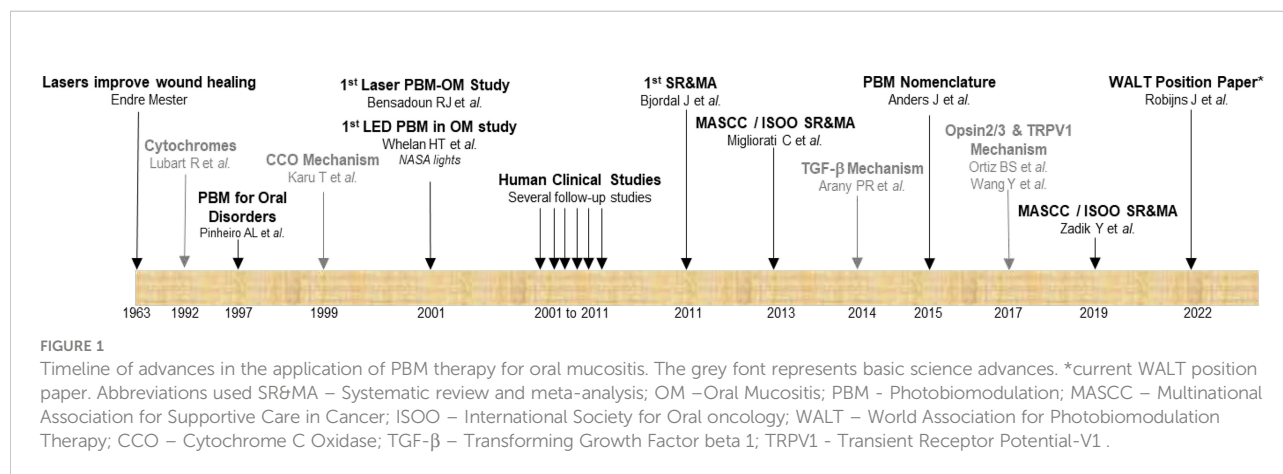 Lasers improve wound healing
Endre Mester
Cytochromes
Lubart R et al.
PBM for Oral
Disorders
Pinheiro AL et al.
CCO Mechanism
Karu T et al.
1st Laser PBM-OM Study
Bensadoun RJ et al.
1st LED PBM in OM study
Whelan HT et al.
NASA lights
Human Clinical Studies
Several follow-up studies
1st SR&MA
Bjordal J et al.
MASCC / ISOO SR&MA
Migliorati C et al.
TGF-β Mechanism
Arany PR et al.
PBM Nomenclature
Anders J et al.
Opsin2/3 & TRPV1
Mechanism
Ortiz BS et al.
Wang Y et al.
MASCC / ISOO SR&MA
Zadik Y et al.
WALT Position Paper*
Robijns J et al.
1963 1992 1997 1999 2001 2001 to 2011 2011 2013 2014 2015 2017 2019 2022
FIGURE 1
Timeline of advances in the application of PBM therapy for oral mucositis. The grey font represents basic science advances. *current WALT position
paper. Abbreviations used SR&MA – Systematic review and meta-analysis; OM –Oral Mucositis; PBM - Photobiomodulation; MASCC – Multinational
Association for Supportive Care in Cancer; ISOO – International Society for Oral oncology; WALT – World Association for Photobiomodulation
Therapy; CCO – Cytochrome C Oxidase; TGF-β – Transforming Growth Factor beta 1; TRPV1 - Transient Receptor Potential-V1 .